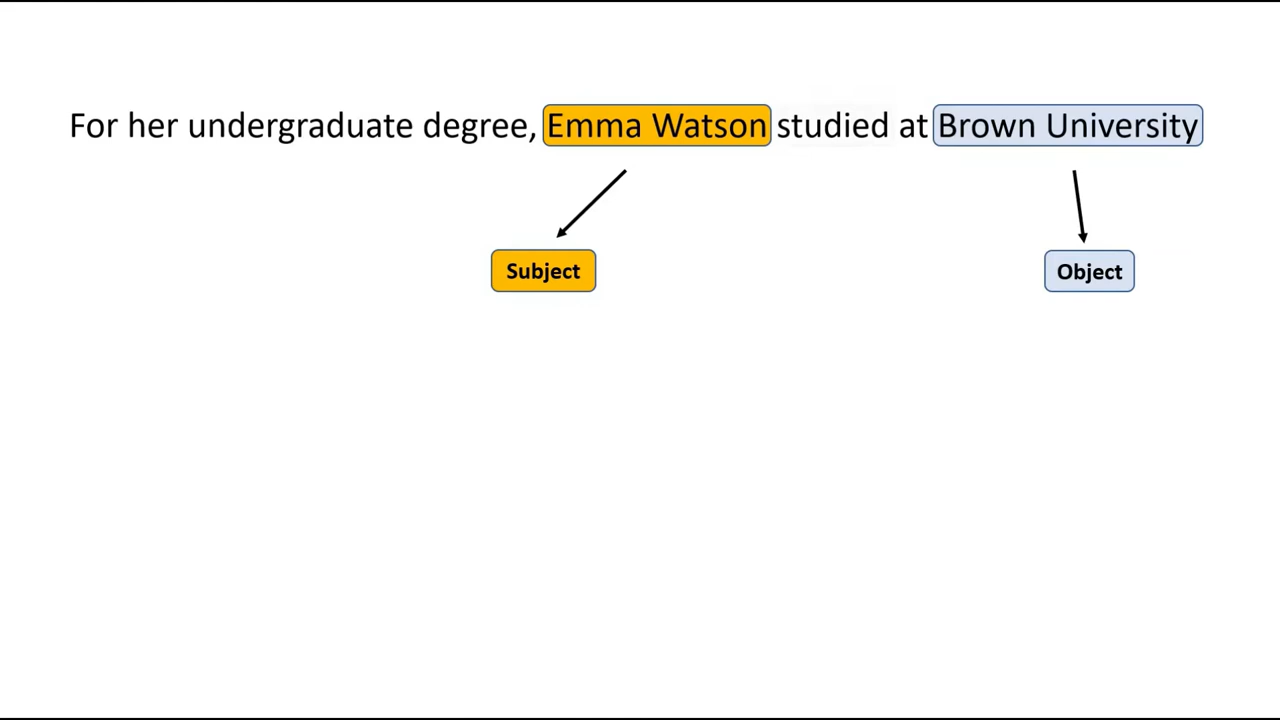 For her undergraduate degree, Emma Watson studied at Brown University
Subject Object